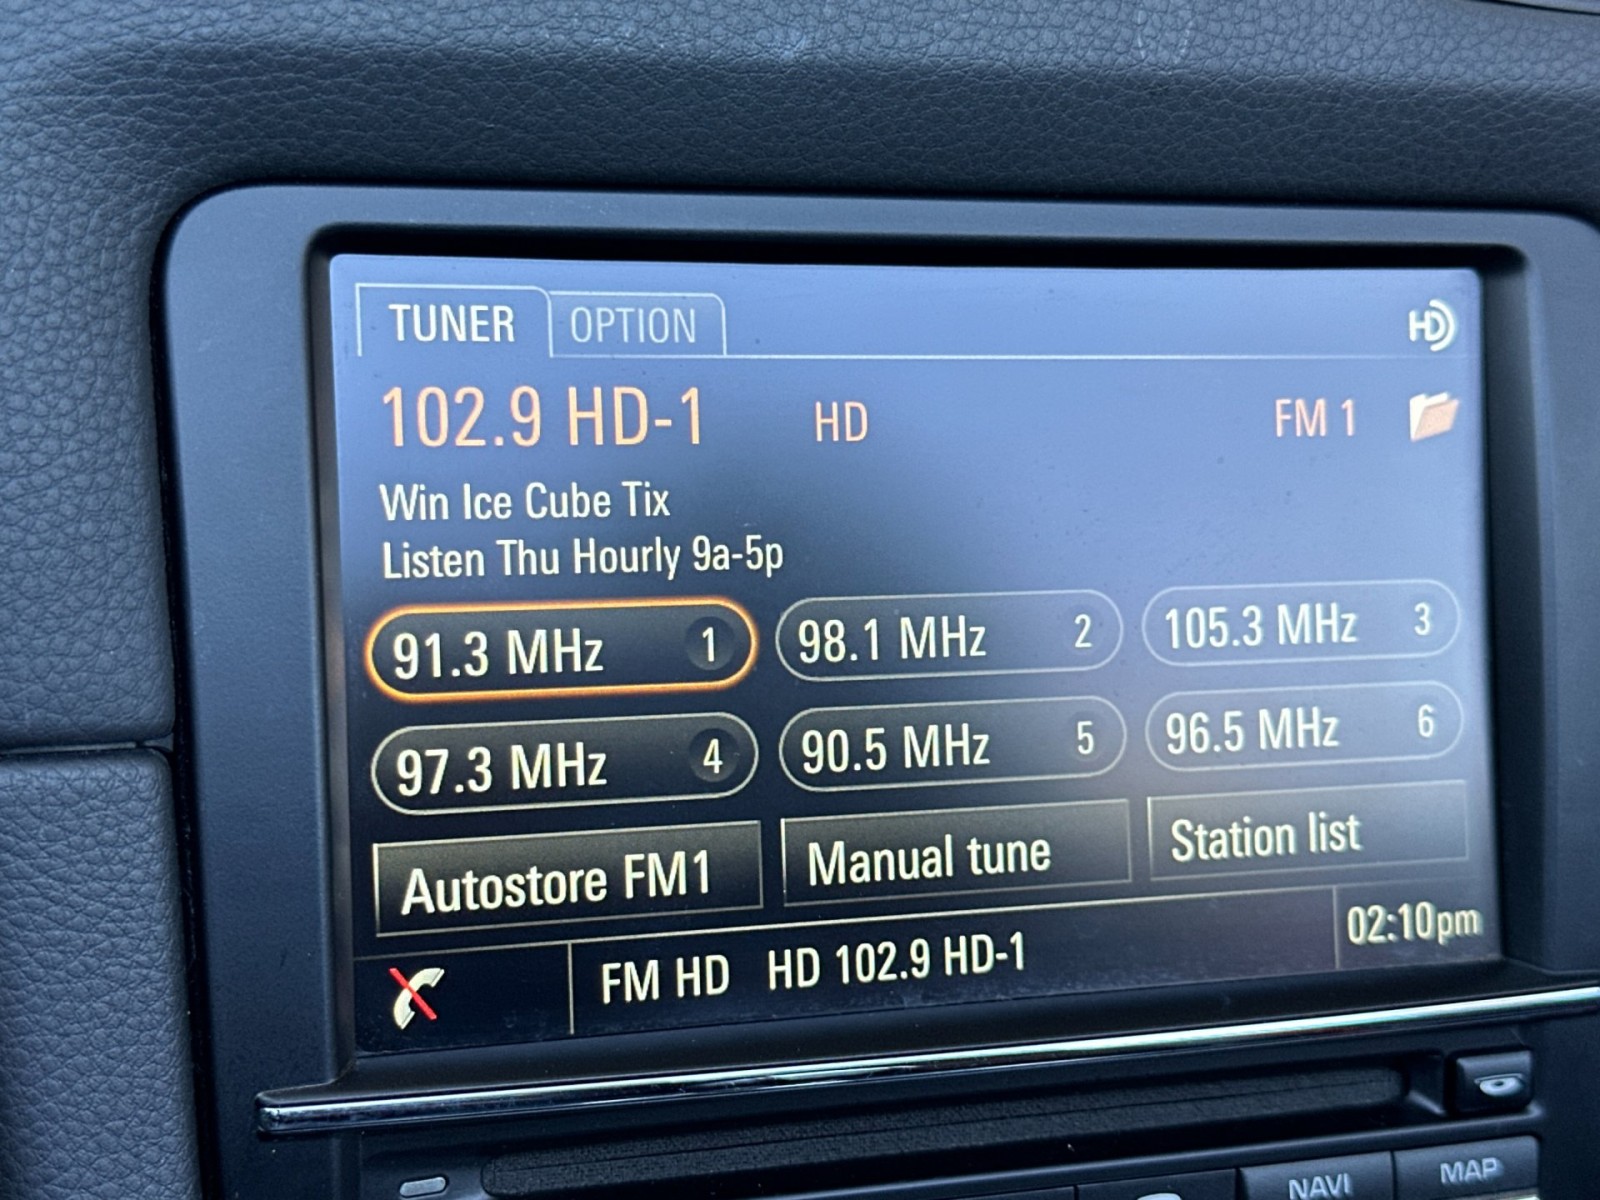 TUNER OPTION HD
102.9 HD-1 HD FM 1
Win Ice Cube Tix
Listen Thu Hourly 9a-5p
91.3 MHz 1 98.1 MHz 2 105.3 MHz 3
97.3 MHz 4 90.5 MHz 5 96.5 MHz 6
Autostore FM1 Manual tune Station list
FM HD HD 102.9 HD-1 02:10pm
NAVI MAP